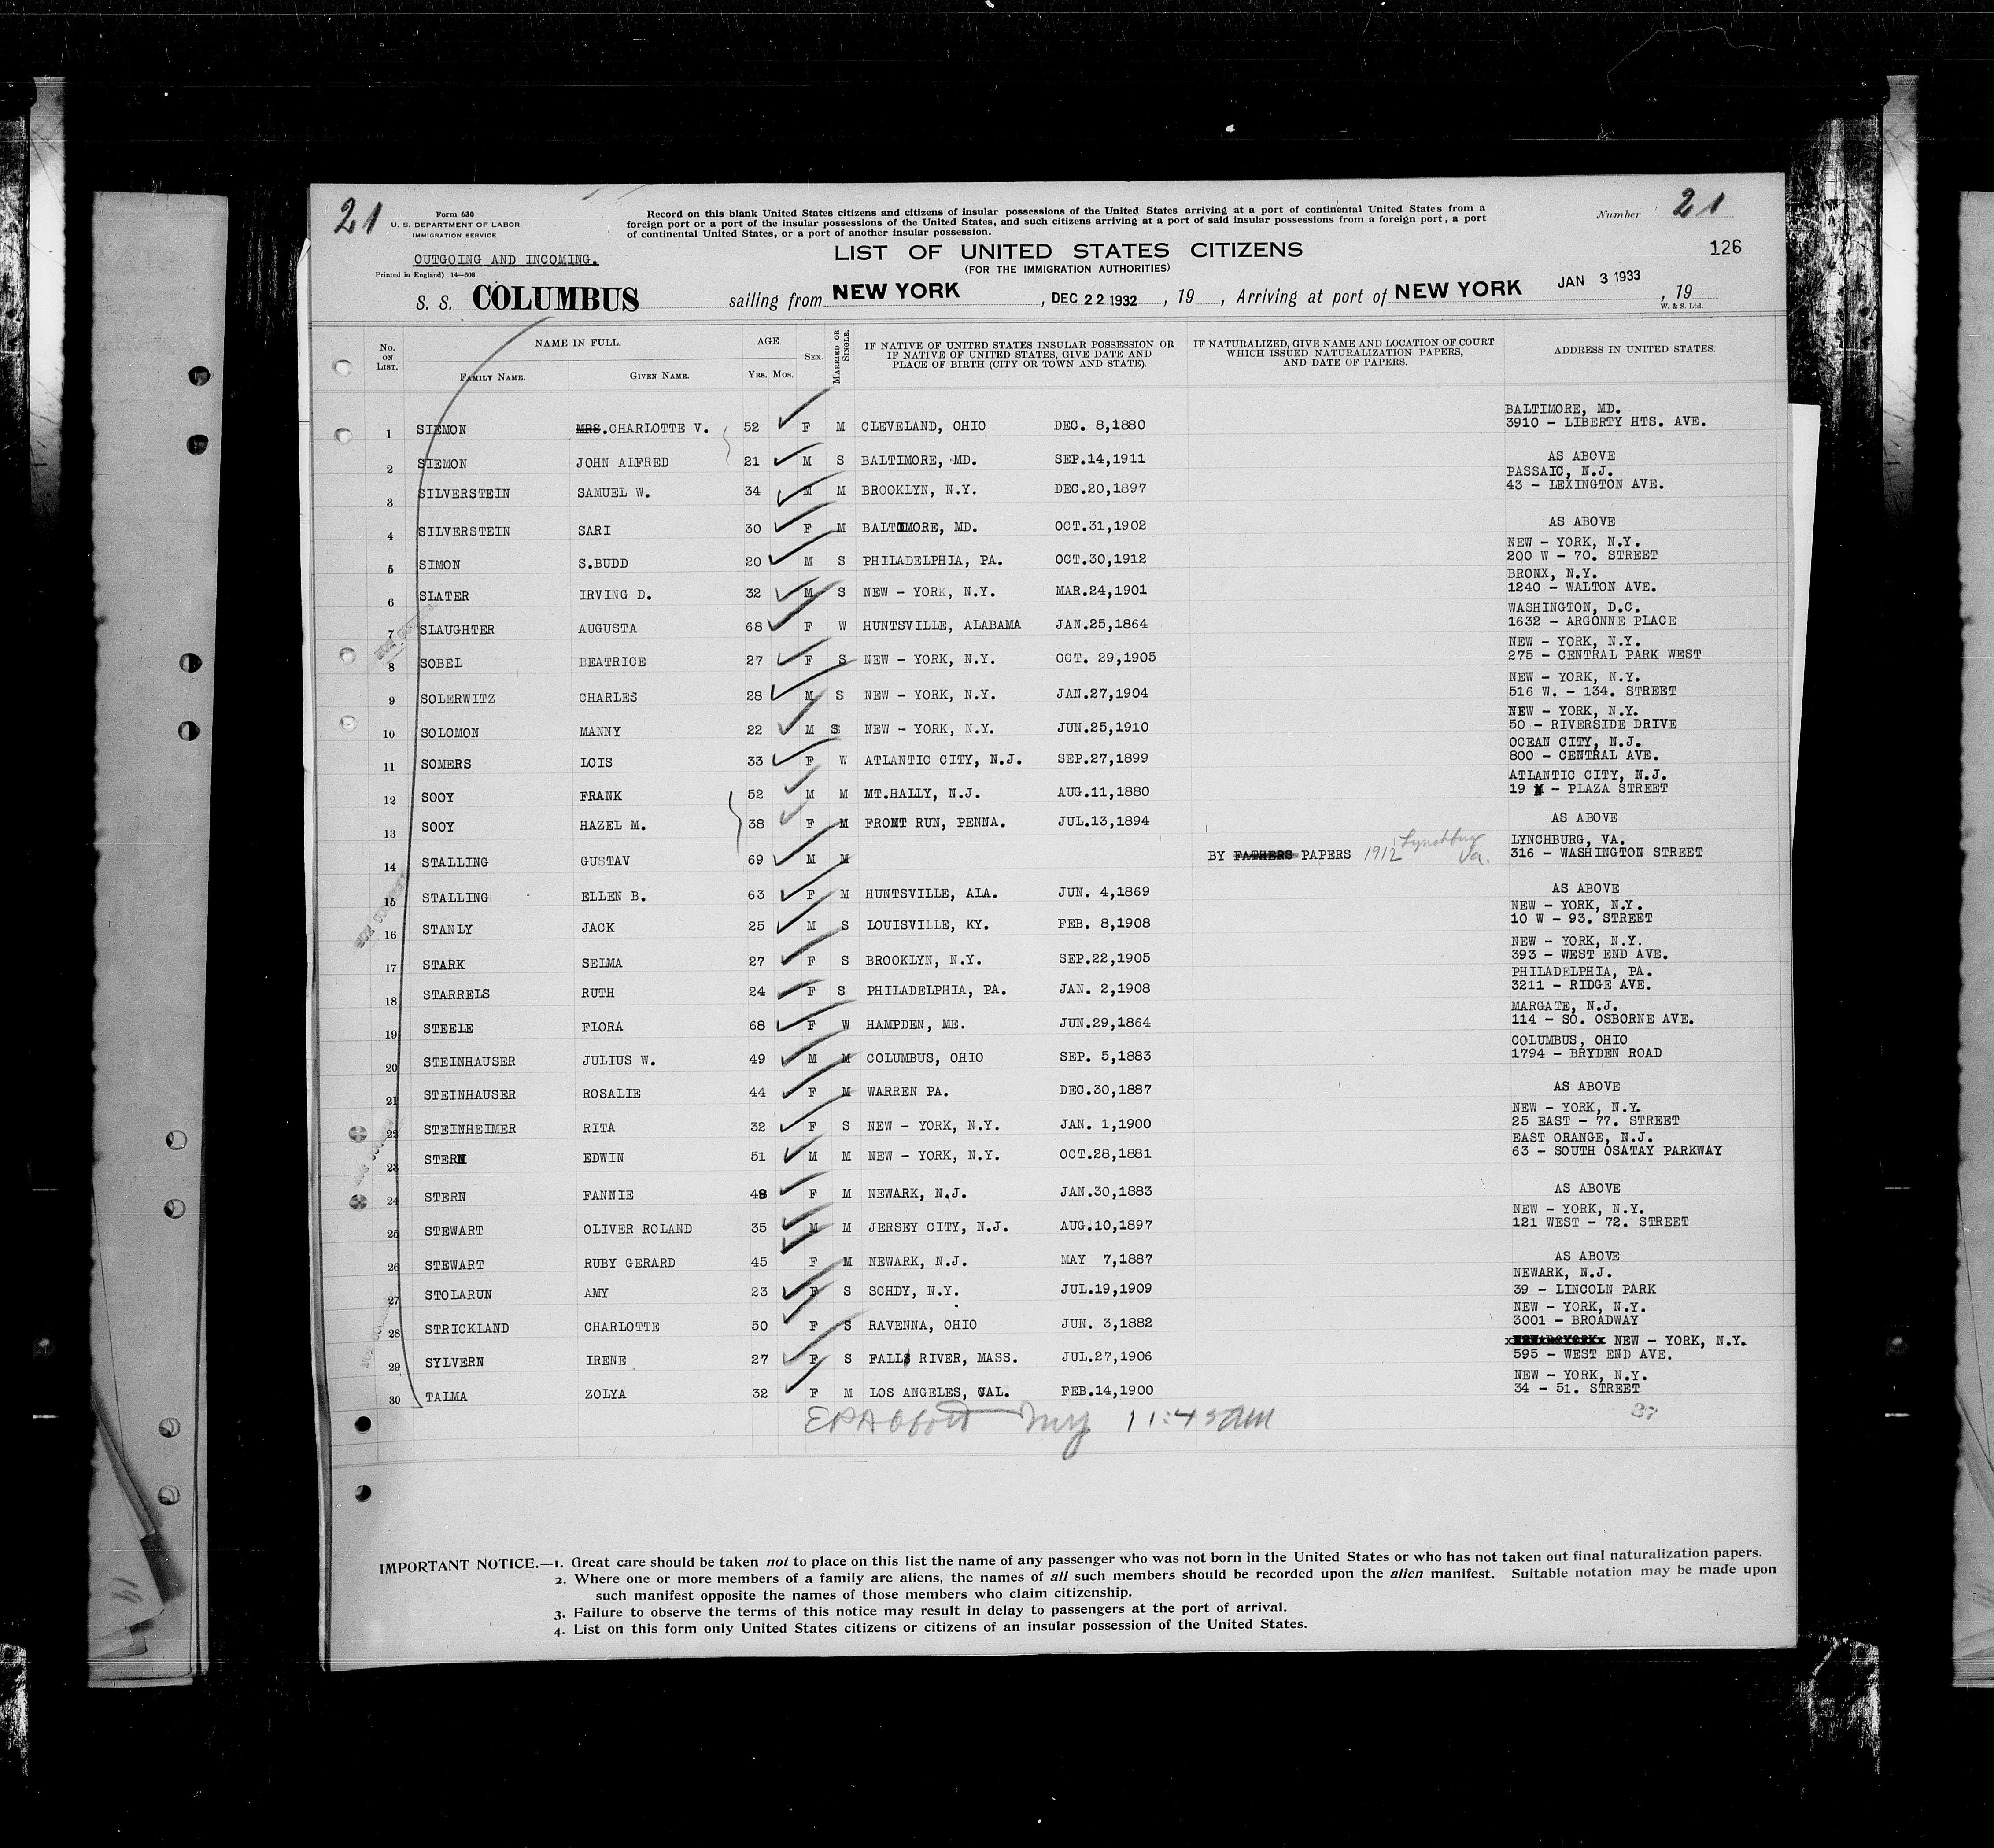 21
Form 630
U. S. DEPARTMENT OF LABOR
IMMIGRATION SERVICE
OUTGOING AND INCOMING.
Printed in England) 14—608
Record on this blank United States citizens and citizens of insular possessions of the United States arriving at a port of continental United States from a
foreign port or a port of the insular possessions of the United States, and such citizens arriving at a port of said insular possessions from a foreign port, a port
of continental United States, or a port of another insular possession.
Number 21
126
LIST OF UNITED STATES CITIZENS
(FOR THE IMMIGRATION AUTHORITIES)
S. S. COLUMBUS sailing from NEW YORK, DEC 22 1932, 19 , Arriving at port of NEW YORK JAN 3 1933, 19
W. & S. Ltd.
No. ON LIST. NAME IN FULL. FAMILY NAME. GIVEN NAME. AGE. YRS. MOS. SEX. MARRIED OR SINGLE. IF NATIVE OF UNITED STATES INSULAR POSSESSION OR IF NATIVE OF UNITED STATES, GIVE DATE AND PLACE OF BIRTH (CITY OR TOWN AND STATE). IF NATURALIZED, GIVE NAME AND LOCATION OF COURT WHICH ISSUED NATURALIZATION PAPERS, AND DATE OF PAPERS. ADDRESS IN UNITED STATES.
BALTIMORE, MD.
1 SIEMON MRS.CHARLOTTE V. 52 F M CLEVELAND, OHIO DEC. 8,1880 3910 - LIBERTY HTS. AVE.
2 SIEMON JOHN ALFRED 21 M S BALTIMORE, MD. SEP.14,1911 AS ABOVE
PASSAIC, N.J.
3 SILVERSTEIN SAMUEL W. 34 M M BROOKLYN, N.Y. DEC.20,1897 43 - LEXINGTON AVE.
4 SILVERSTEIN SARI 30 F M BALTIMORE, MD. OCT.31,1902 AS ABOVE
NEW - YORK, N.Y.
5 SIMON S.BUDD 20 M S PHILADELPHIA, PA. OCT.30,1912 200 W - 70. STREET
BRONX, N.Y.
6 SLATER IRVING D. 32 M S NEW - YORK, N.Y. MAR.24,1901 1240 - WALTON AVE.
WASHINGTON, D.C.
7 SLAUGHTER AUGUSTA 68 F W HUNTSVILLE, ALABAMA JAN.25,1864 1632 - ARGONNE PLACE
NEW - YORK, N.Y.
8 SOBEL BEATRICE 27 F S NEW - YORK, N.Y. OCT. 29,1905 275 - CENTRAL PARK WEST
NEW - YORK, N.Y.
9 SOLERWITZ CHARLES 28 M S NEW - YORK, N.Y. JAN.27,1904 516 W. - 134. STREET
NEW - YORK, N.Y.
10 SOLOMON MANNY 22 M S NEW - YORK, N.Y. JUN.25,1910 50 - RIVERSIDE DRIVE
OCEAN CITY, N.J.
11 SOMERS LOIS 33 F W ATLANTIC CITY, N.J. SEP.27,1899 800 - CENTRAL AVE.
ATLANTIC CITY, N.J.
12 SOOY FRANK 52 M M MT.HALLY, N.J. AUG.11,1880 19 - PLAZA STREET
13 SOOY HAZEL M. 38 F M FRONT RUN, PENNA. JUL.13,1894 AS ABOVE
LYNCHBURG, VA.
14 STALLING GUSTAV 69 M M BY FATHERS PAPERS 1912 Lynchburg Va. 316 - WASHINGTON STREET
15 STALLING ELLEN B. 63 F M HUNTSVILLE, ALA. JUN. 4,1869 AS ABOVE
NEW - YORK, N.Y.
16 STANLY JACK 25 M S LOUISVILLE, KY. FEB. 8,1908 10 W - 93. STREET
NEW - YORK, N.Y.
17 STARK SELMA 27 F S BROOKLYN, N.Y. SEP.22,1905 393 - WEST END AVE.
PHILADELPHIA, PA.
18 STARRELS RUTH 24 F S PHILADELPHIA, PA. JAN. 2,1908 3211 - RIDGE AVE.
MARGATE, N.J.
19 STEELE FLORA 68 F W HAMPDEN, ME. JUN.29,1864 114 - SO. OSBORNE AVE.
COLUMBUS, OHIO
20 STEINHAUSER JULIUS W. 49 M M COLUMBUS, OHIO SEP. 5,1883 1794 - BRYDEN ROAD
21 STEINHAUSER ROSALIE 44 F M WARREN PA. DEC.30,1887 AS ABOVE
NEW - YORK, N.Y.
22 STEINHEIMER RITA 32 F S NEW - YORK, N.Y. JAN. 1,1900 25 EAST - 77. STREET
EAST ORANGE, N.J.
23 STERN EDWIN 51 M M NEW - YORK, N.Y. OCT.28,1881 63 - SOUTH OSATAY PARKWAY
24 STERN FANNIE 48 F M NEWARK, N.J. JAN.30,1883 AS ABOVE
NEW - YORK, N.Y.
25 STEWART OLIVER ROLAND 35 M M JERSEY CITY, N.J. AUG.10,1897 121 WEST - 72. STREET
26 STEWART RUBY GERARD 45 F M NEWARK, N.J. MAY 7,1887 AS ABOVE
NEWARK, N.J.
27 STOLARUN AMY 23 F S SCHDY, N.Y. JUL.19,1909 39 - LINCOLN PARK
NEW - YORK, N.Y.
28 STRICKLAND CHARLOTTE 50 F S RAVENNA, OHIO JUN. 3,1882 3001 - BROADWAY
NEW - YORK, N.Y.
29 SYLVERN IRENE 27 F S FALL RIVER, MASS. JUL.27,1906 595 - WEST END AVE.
NEW - YORK, N.Y.
30 TALMA ZOLYA 32 F M LOS ANGELES, CAL. FEB.14,1900 34 - 51. STREET
11:45 am
IMPORTANT NOTICE.—1. Great care should be taken not to place on this list the name of any passenger who was not born in the United States or who has not taken out final naturalization papers.
2. Where one or more members of a family are aliens, the names of all such members should be recorded upon the alien manifest. Suitable notation may be made upon
such manifest opposite the names of those members who claim citizenship.
3. Failure to observe the terms of this notice may result in delay to passengers at the port of arrival.
4. List on this form only United States citizens or citizens of an insular possession of the United States.